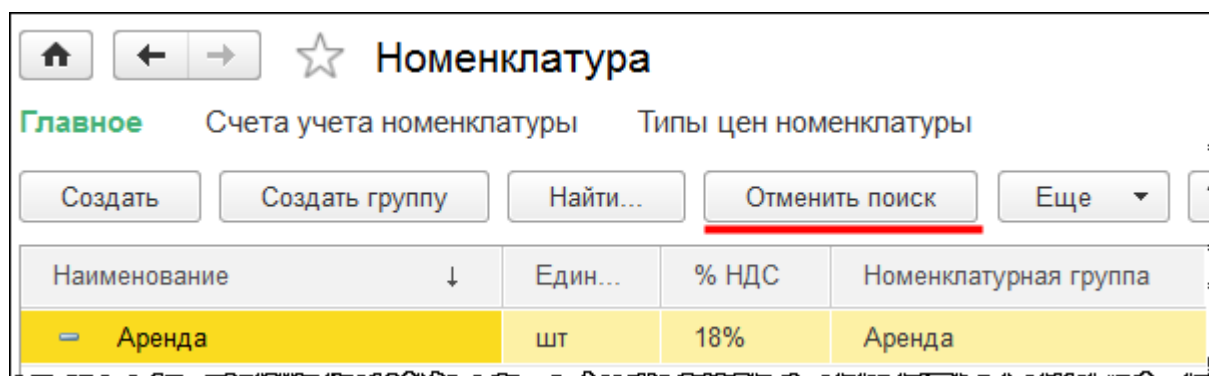 Номенклатура
Главное Счета учета номенклатуры Типы цен номенклатуры
Создать Создать группу Найти... Отменить поиск Еще
Наименование ↓ Един... % НДС Номенклатурная группа
Аренда шт 18% Аренда